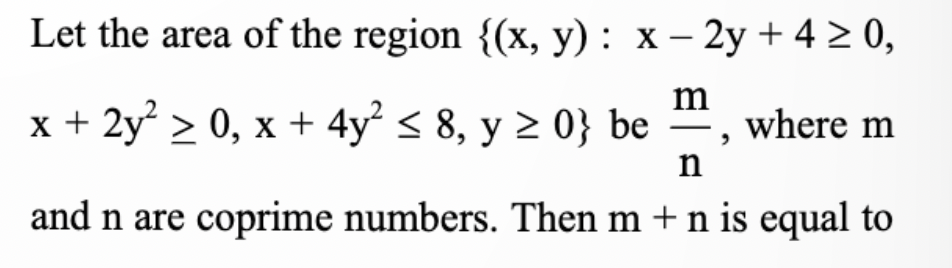 Let the area of the region {(x, y) : x – 2y + 4 ≥ 0,
x + 2y² ≥ 0, x + 4y² ≤ 8, y ≥ 0} be m/n, where m
and n are coprime numbers. Then m + n is equal to